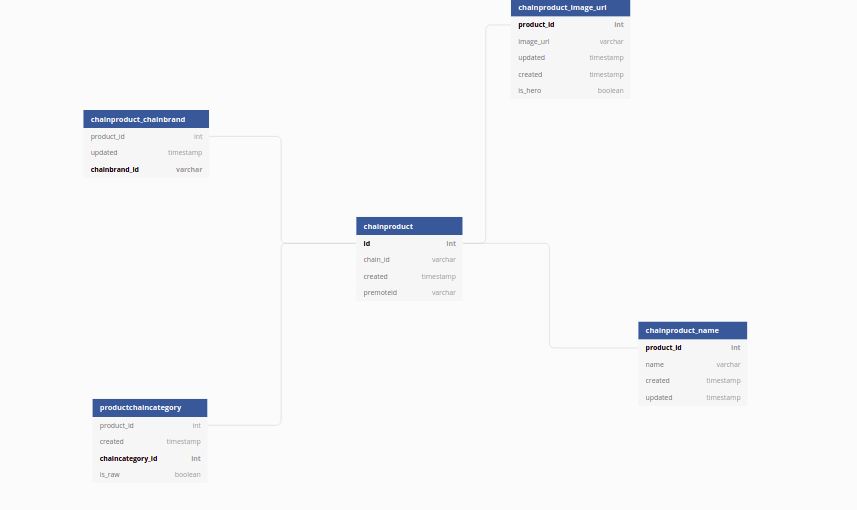 chainproduct_image_url
product_id int
image_url varchar
updated timestamp
created timestamp
is_hero boolean
chainproduct_chainbrand
product_id int
updated timestamp
chainbrand_id varchar
chainproduct
id int
chain_id varchar
created timestamp
premoteid varchar
chainproduct_name
product_id int
name varchar
created timestamp
updated timestamp
productchaincategory
product_id int
created timestamp
chaincategory_id int
is_raw boolean